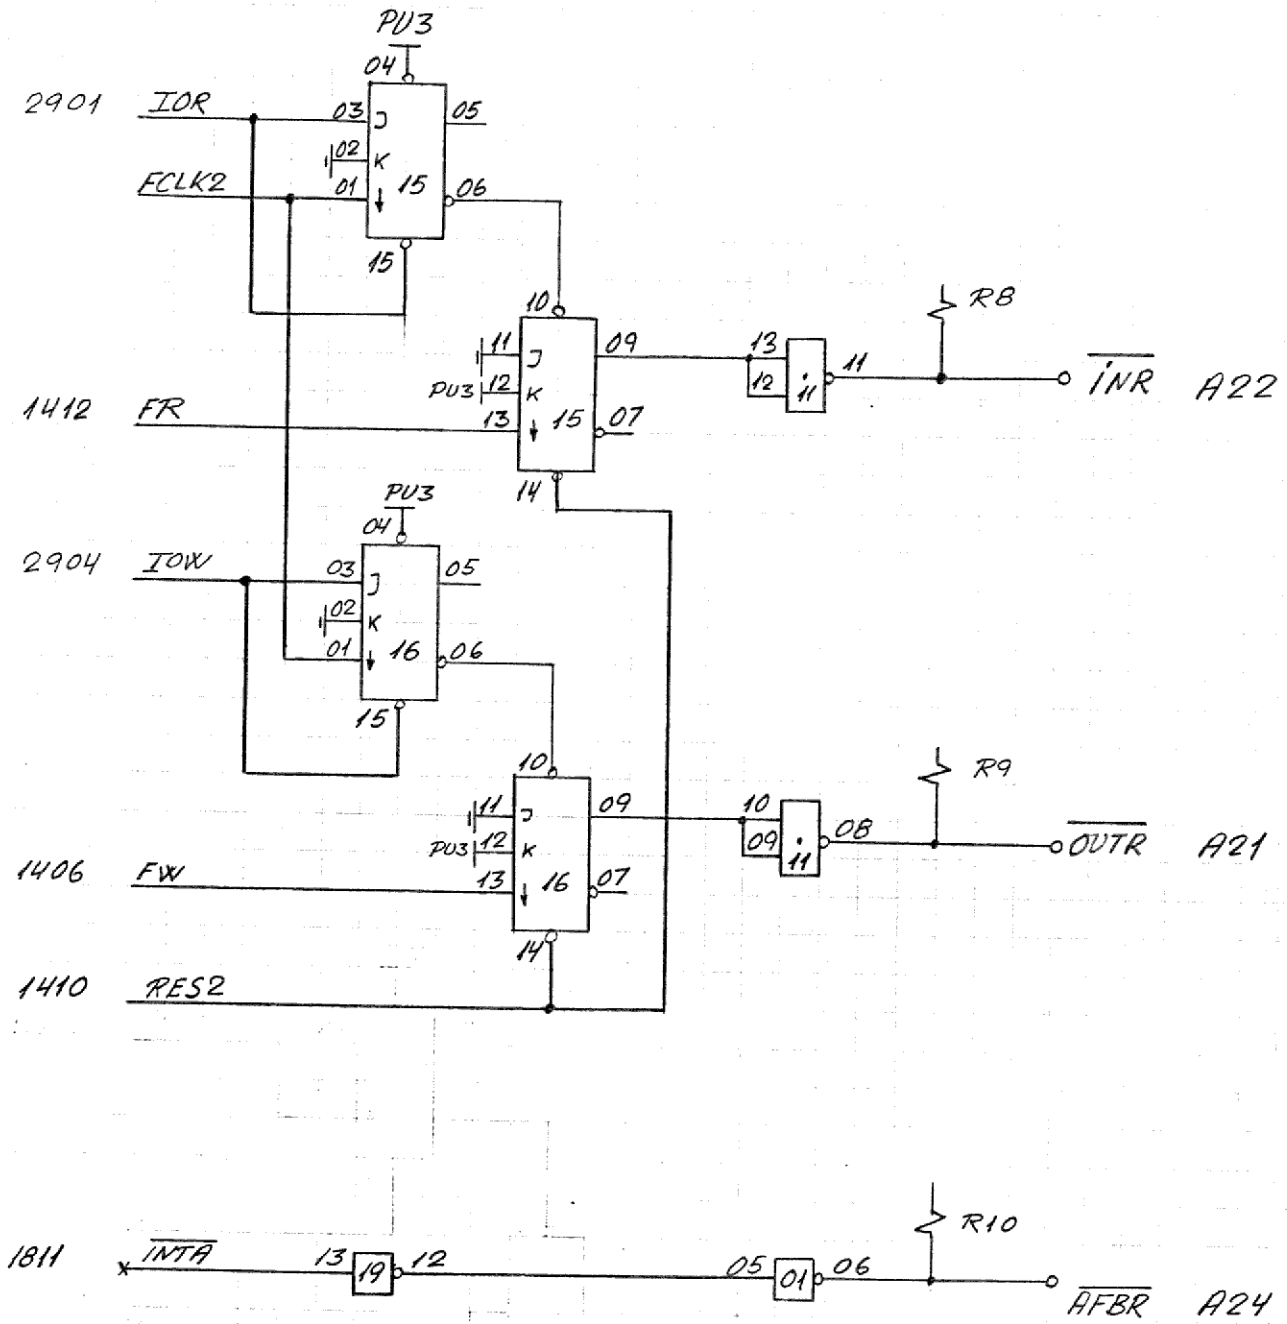 PU3
04
2901 IOR 03 J 05
02 K
FCLK2 01 15 06
15
10
R8
11 J 09 13
12 11 11 INR A22
PU3 12 K
1412 FR 13 15 07
14
PU3
04
2904 IOW 03 J 05
02 K
01 16 06
15
10
R9
11 J 09 10
09 11 08 OUTR A21
PU3 12 K
1406 FW 13 16 07
14
1410 RES2
R10
1811 INTA 13 19 12 05 01 06
AFBR A24